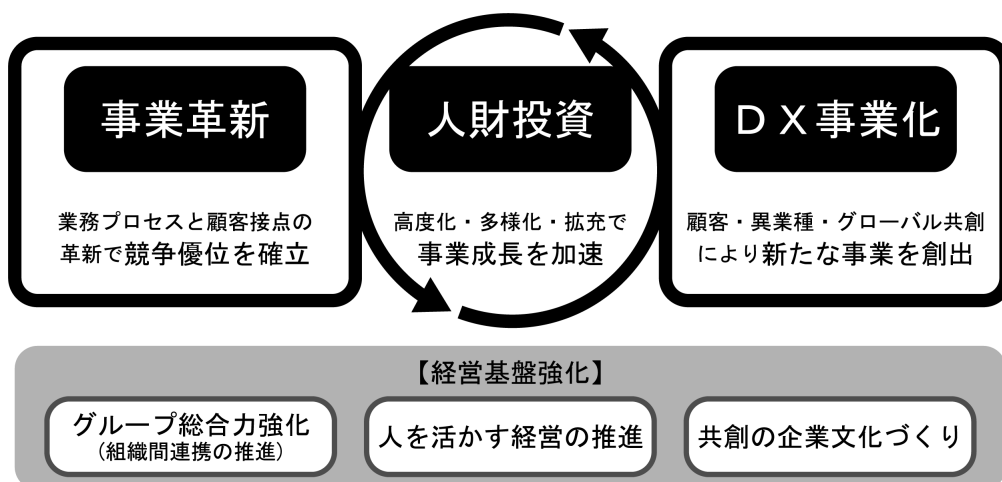 事業革新
業務プロセスと顧客接点の
革新で競争優位を確立
人財投資
高度化・多様化・拡充で
事業成長を加速
ＤＸ事業化
顧客・異業種・グローバル共創
により新たな事業を創出
【経営基盤強化】
グループ総合力強化
(組織間連携の推進)
人を活かす経営の推進
共創の企業文化づくり